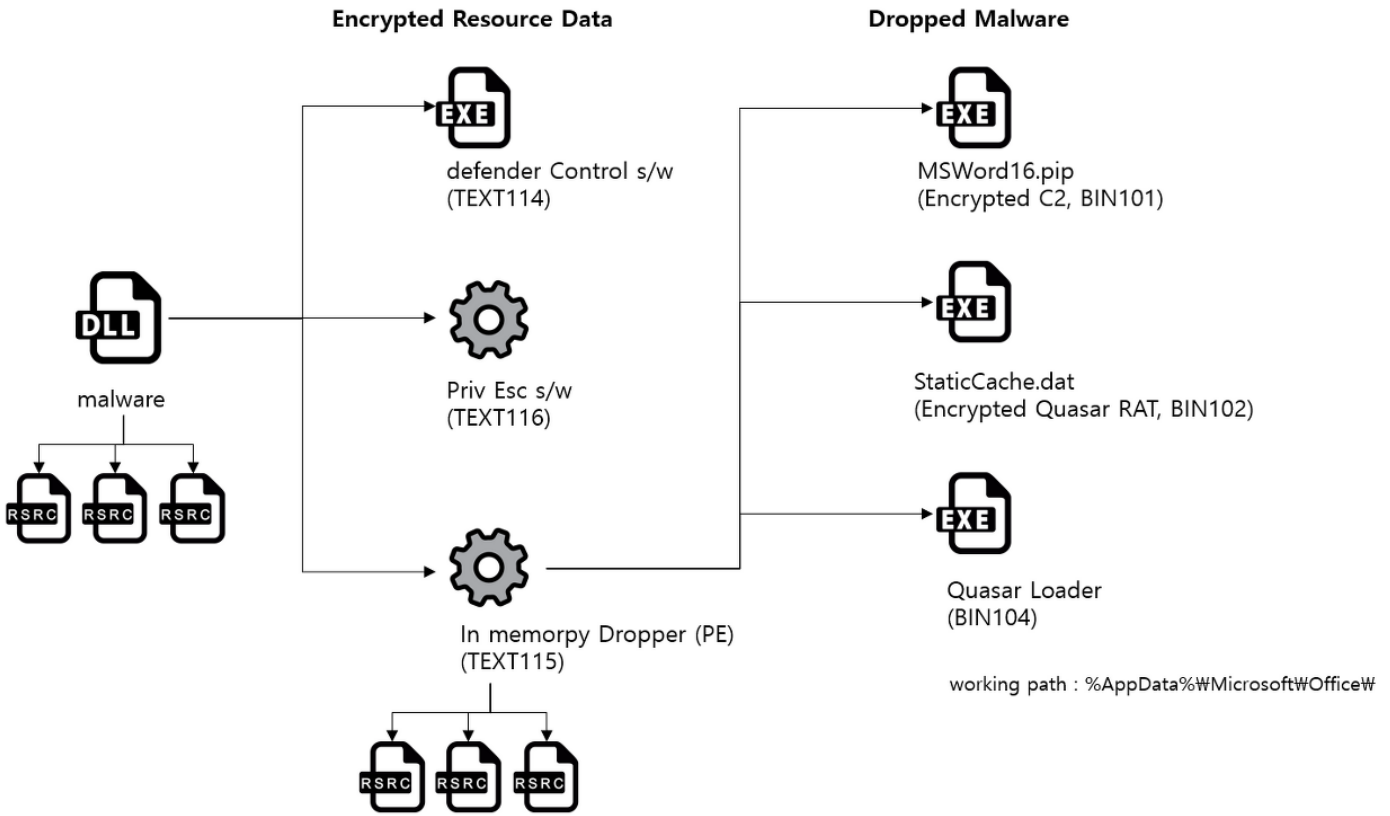 Encrypted Resource Data
Dropped Malware
EXE
defender Control s/w
(TEXT114)
EXE
MSWord16.pip
(Encrypted C2, BIN101)
DLL
malware
RSRC
RSRC
RSRC
Priv Esc s/w
(TEXT116)
EXE
StaticCache.dat
(Encrypted Quasar RAT, BIN102)
In memorpy Dropper (PE)
(TEXT115)
RSRC
RSRC
RSRC
EXE
Quasar Loader
(BIN104)
working path : %AppData%₩Microsoft₩Office₩